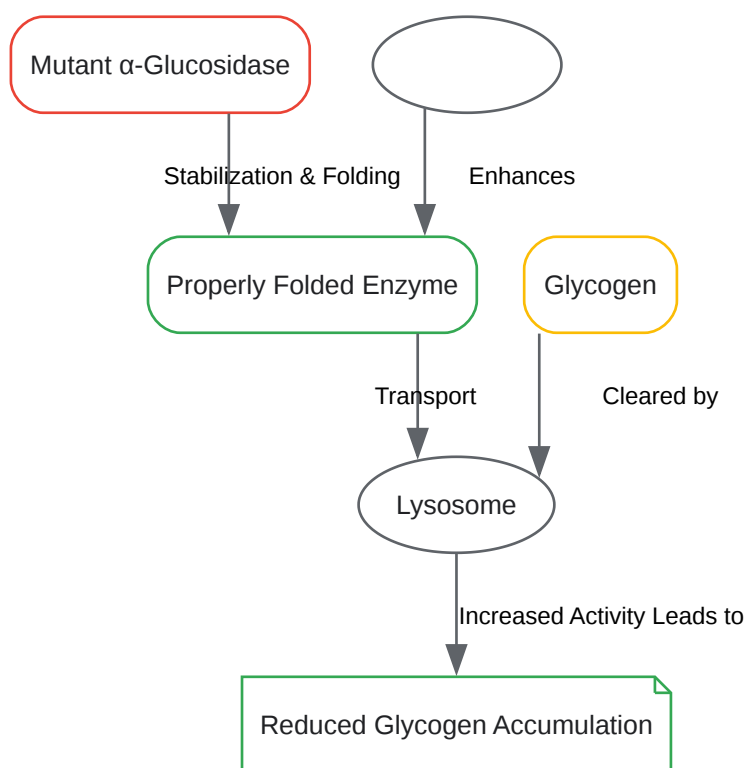 Mutant α-Glucosidase
Stabilization & Folding
Enhances
Properly Folded Enzyme
Glycogen
Transport
Cleared by
Lysosome
Increased Activity Leads to
Reduced Glycogen Accumulation